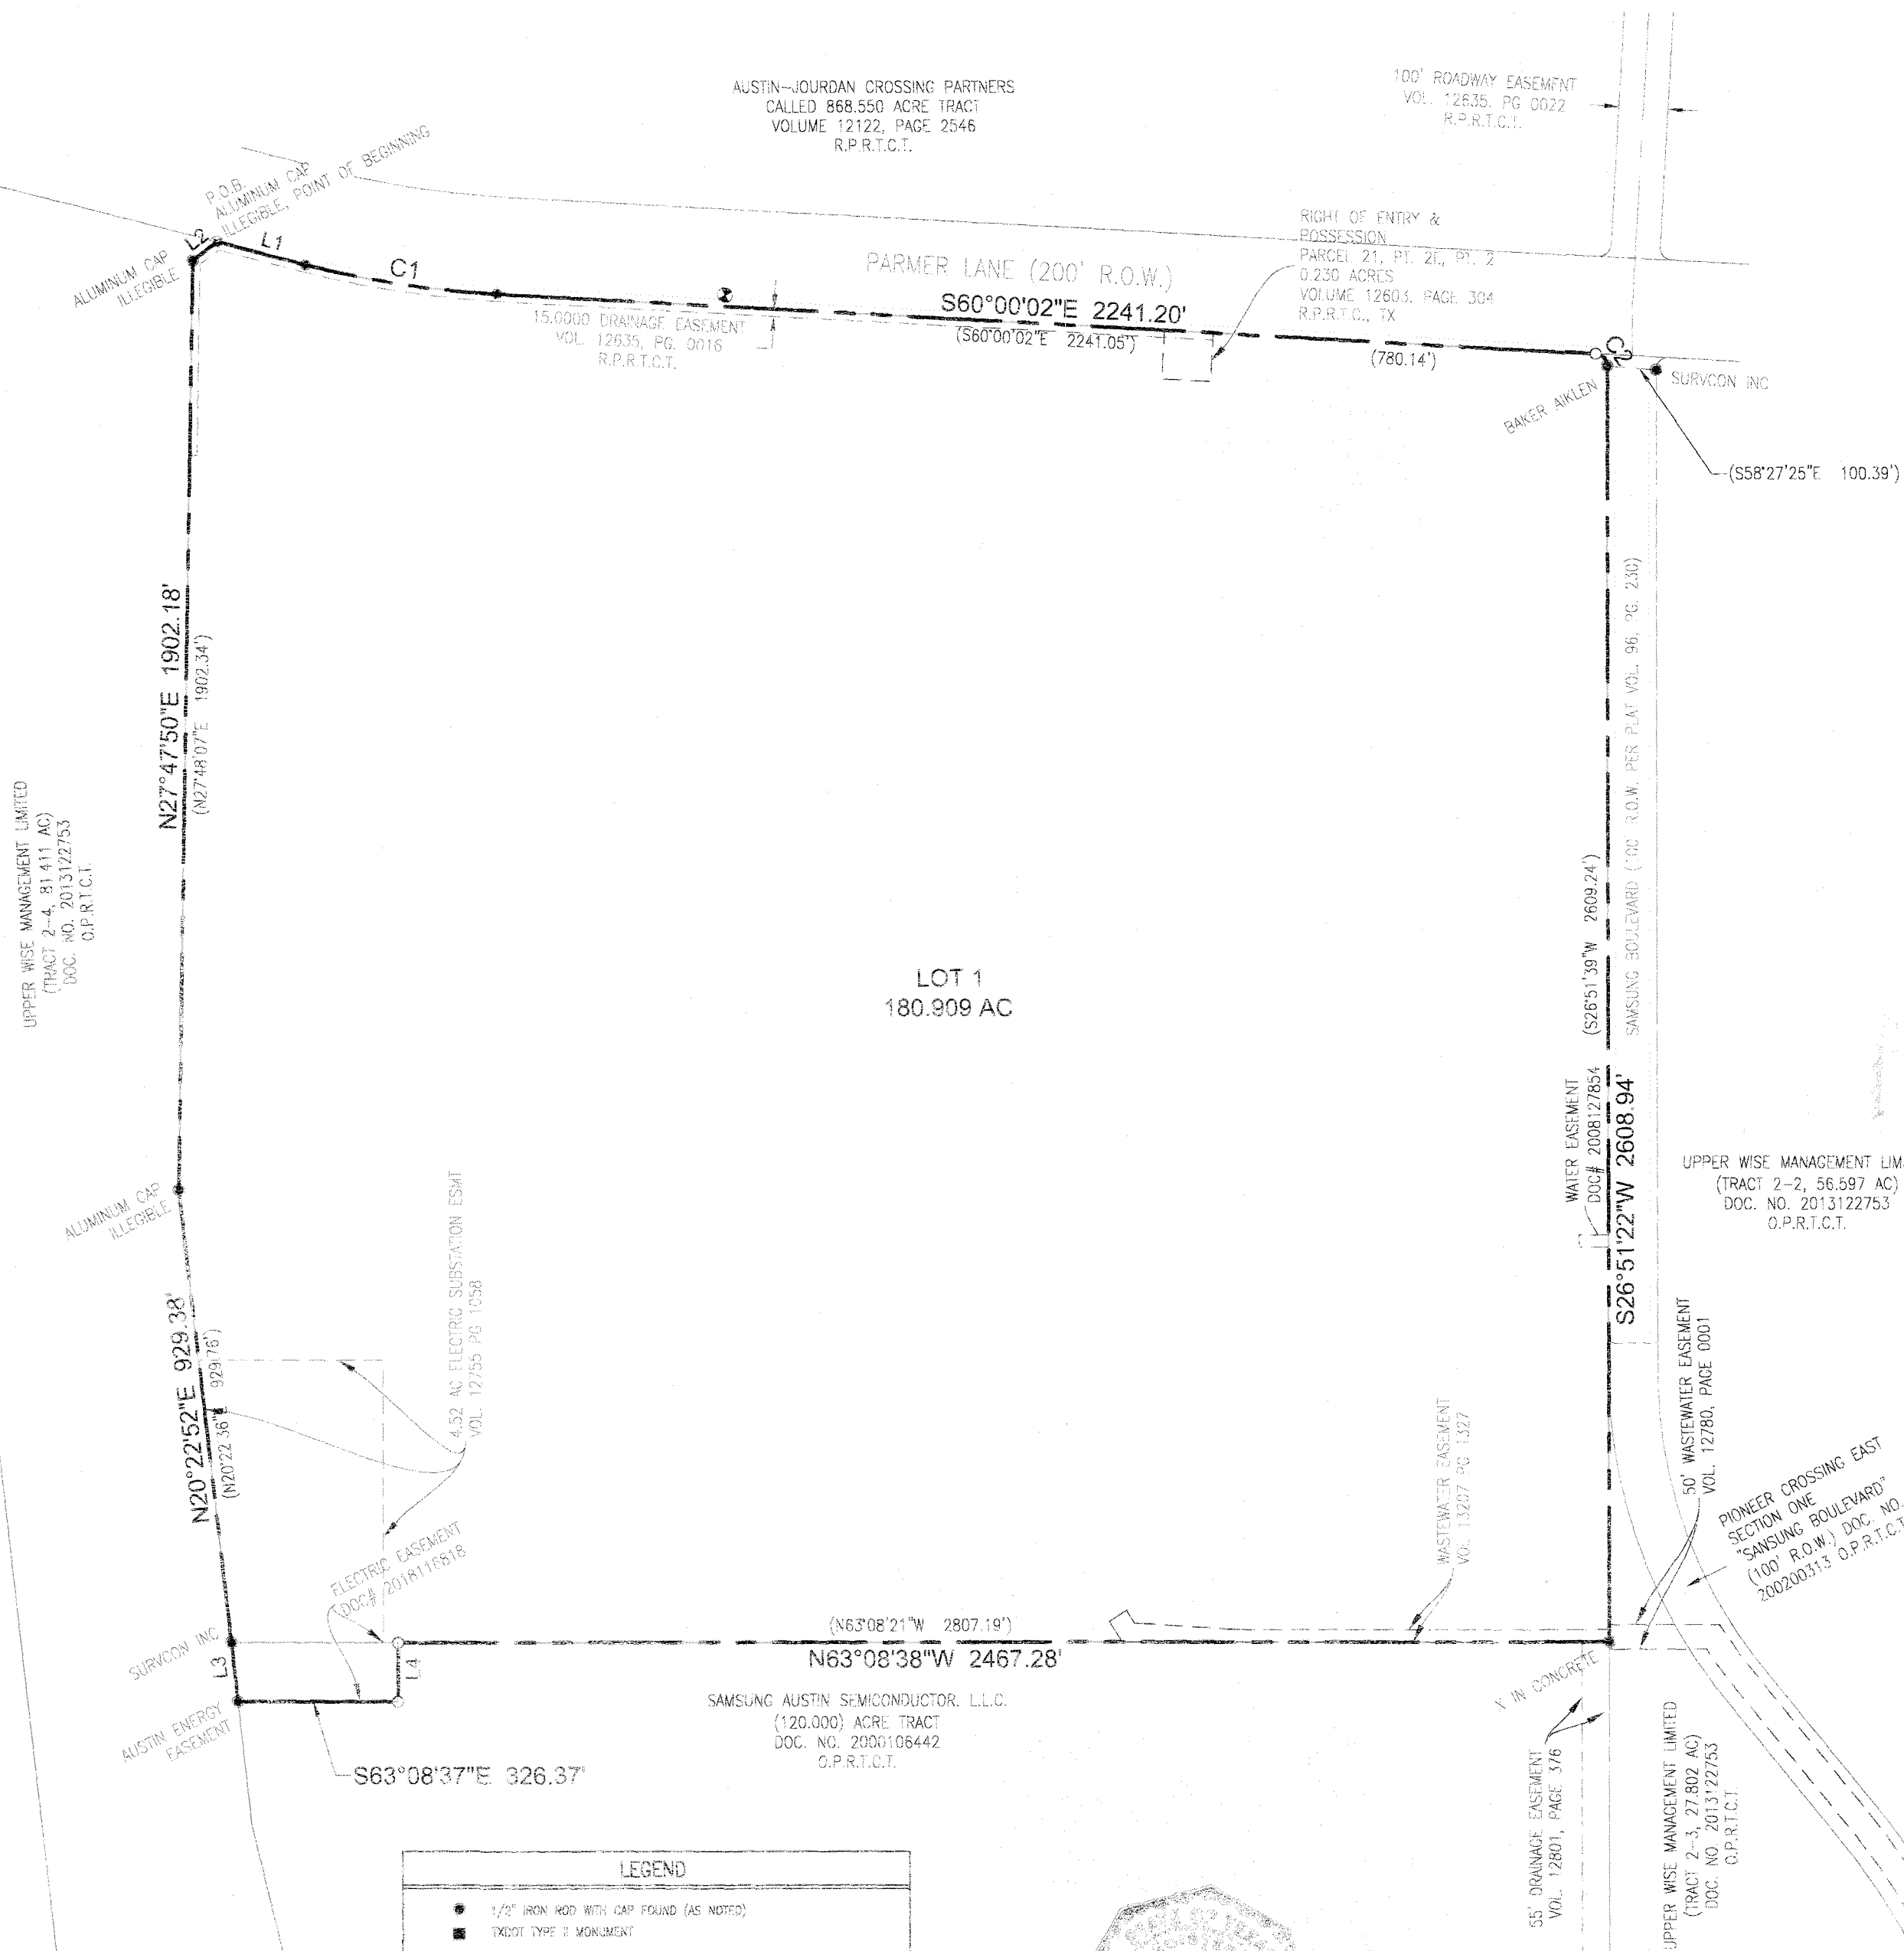 AUSTIN-JOURDAN CROSSING PARTNERS
CALLED 868.550 ACRE TRACT
VOLUME 12122, PAGE 2546
R.P.R.T.C.T.
100' ROADWAY EASEMENT
VOL. 12635, PG 0022
R.P.R.T.C.T.
P.O.B.
ALUMINUM CAP
ILLEGIBLE, POINT OF BEGINNING
L2
L1
ALUMINUM CAP
ILLEGIBLE
C1
PARMER LANE (200' R.O.W.)
S60°00'02"E 2241.20'
(S60°00'02"E 2241.05')
15.0000 DRAINAGE EASEMENT
VOL. 12635, PG. 0016
R.P.R.T.C.T.
RIGHT OF ENTRY &
POSSESSION
PARCEL 21, PT. 2E, PT. 2
0.230 ACRES
VOLUME 12603, PAGE 304
R.P.R.T.C., TX
(780.14')
C2
SURVCON INC
BAKER AIKLEN
(S58°27'25"E 100.39')
N27°47'50"E 1902.18'
(N27°48'07"E 1902.34')
UPPER WISE MANAGEMENT LIMITED
(TRACT 2-4, 81.411 AC)
DOC. NO. 2013122753
O.P.R.T.C.T.
LOT 1
180.909 AC
(S26°51'39"W 2609.24')
SAMSUNG BOULEVARD (100' R.O.W. PER PLAT VOL. 96, PG. 230)
WATER EASEMENT
DOC# 2008127854
S26°51'22"W 2608.94'
UPPER WISE MANAGEMENT LIM
(TRACT 2-2, 56.597 AC)
DOC. NO. 2013122753
O.P.R.T.C.T.
ALUMINUM CAP
ILLEGIBLE
N20°22'52"E 929.38'
(N20°22'36"E 929.76')
4.52 AC ELECTRIC SUBSTATION ESMT
VOL. 12755 PG 1058
ELECTRIC EASEMENT
DOC# 2018116818
WASTEWATER EASEMENT
VOL 13207 PG 1327
50' WASTEWATER EASEMENT
VOL. 12780, PAGE 0001
PIONEER CROSSING EAST
SECTION ONE
"SANSUNG BOULEVARD"
(100' R.O.W.) DOC. NO.
200200313 O.P.R.T.C.T
SURVCON INC
L3
L4
(N63°08'21"W 2807.19')
N63°08'38"W 2467.28'
X IN CONCRETE
AUSTIN ENERGY
EASEMENT
S63°08'37"E 326.37'
SAMSUNG AUSTIN SEMICONDUCTOR, L.L.C.
(120.000) ACRE TRACT
DOC. NO. 2000106442
O.P.R.T.C.T.
55' DRAINAGE EASEMENT
VOL. 12801, PAGE 376
UPPER WISE MANAGEMENT LIMITED
(TRACT 2-3, 27.802 AC)
DOC. NO. 2013122753
O.P.R.T.C.T.
LEGEND
1/2" IRON ROD WITH CAP FOUND (AS NOTED)
TXDOT TYPE II MONUMENT